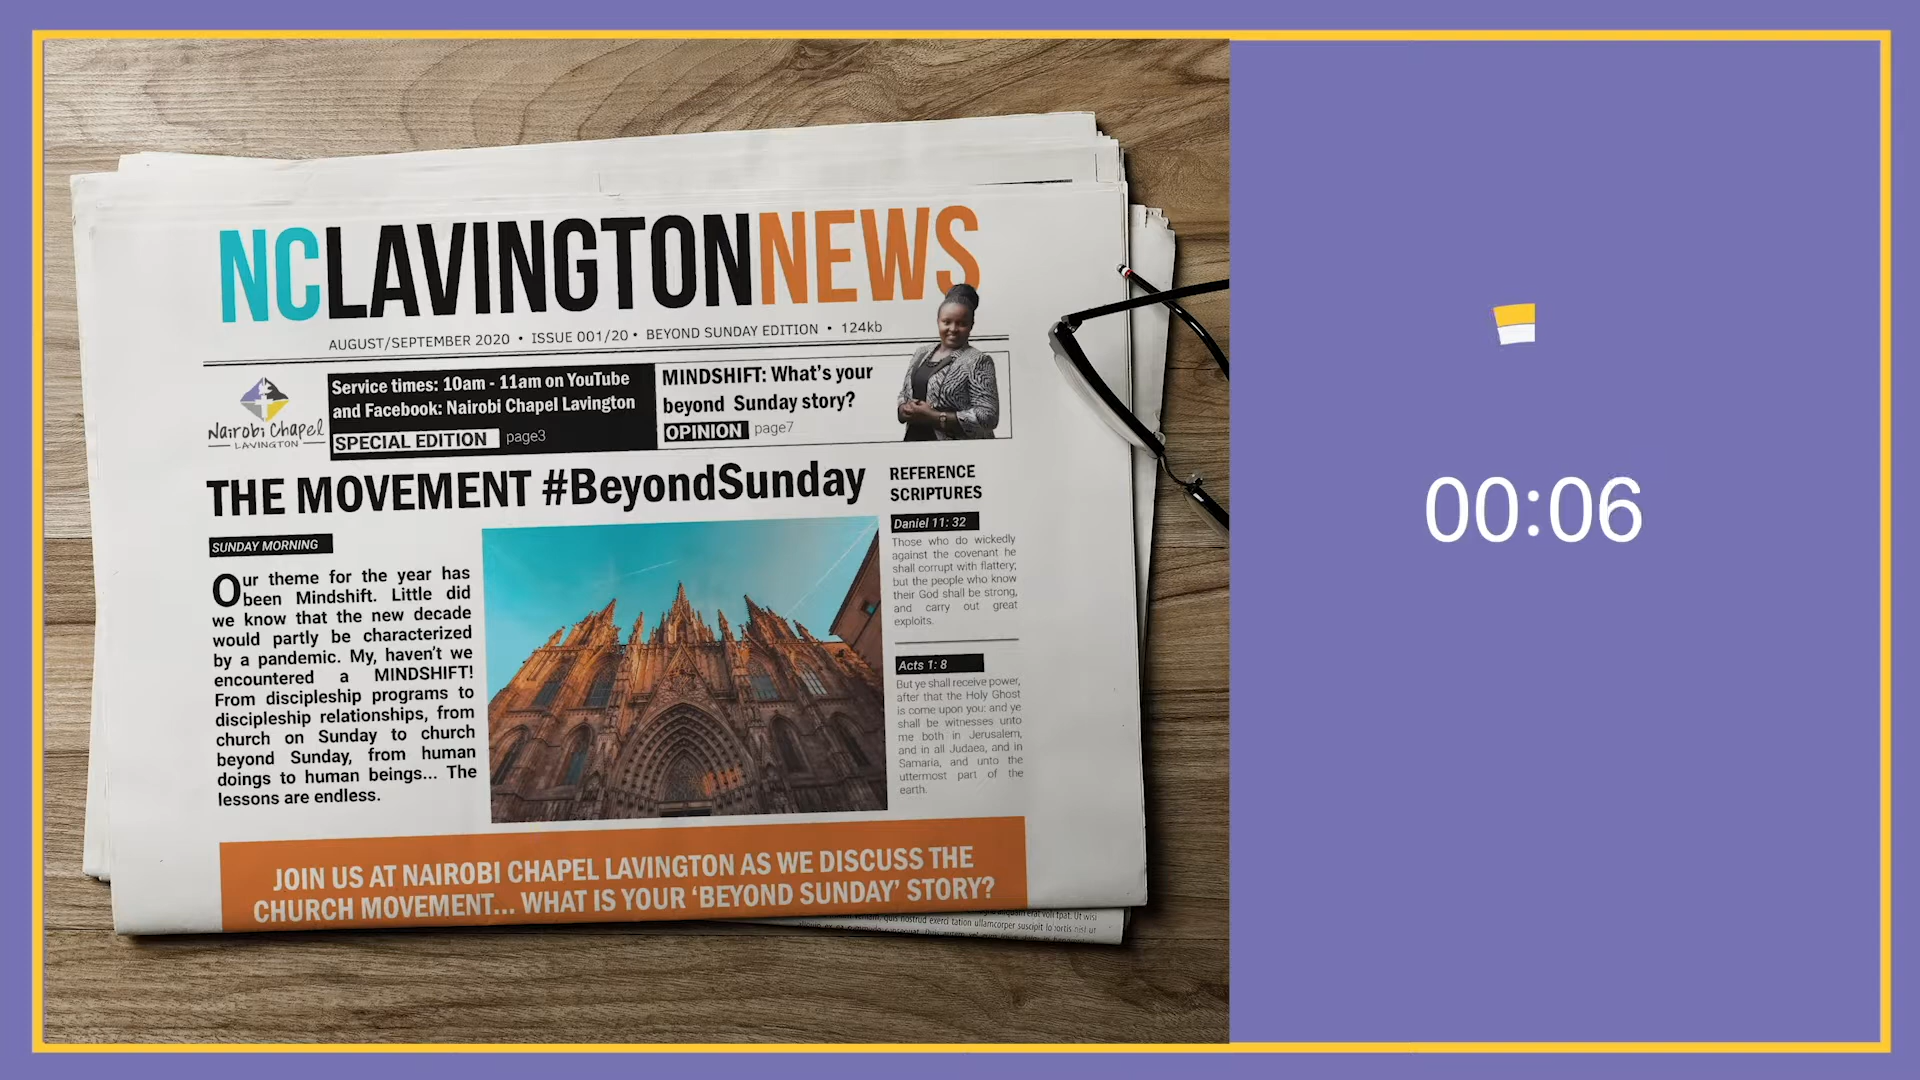 NCLAVINGTONNEWS
AUGUST/SEPTEMBER 2020 • ISSUE 001/20 • BEYOND SUNDAY EDITION • 124kb
Nairobi Chapel
LAVINGTON
Service times: 10am - 11am on YouTube
and Facebook: Nairobi Chapel Lavington
SPECIAL EDITION page3
MINDSHIFT: What's your
beyond Sunday story?
OPINION page7
THE MOVEMENT #BeyondSunday
SUNDAY MORNING
Our theme for the year has
been Mindshift. Little did
we know that the new decade
would partly be characterized
by a pandemic. My, haven't we
encountered a MINDSHIFT!
From discipleship programs to
discipleship relationships, from
church on Sunday to church
beyond Sunday, from human
doings to human beings... The
lessons are endless.
REFERENCE
SCRIPTURES
Daniel 11: 32
Those who do wickedly
against the covenant he
shall corrupt with flattery;
but the people who know
their God shall be strong,
and carry out great
exploits.
Acts 1: 8
But ye shall receive power,
after that the Holy Ghost
is come upon you: and ye
shall be witnesses unto
me both in Jerusalem,
and in all Judaea, and in
Samaria, and unto the
uttermost part of the
earth.
JOIN US AT NAIROBI CHAPEL LAVINGTON AS WE DISCUSS THE
CHURCH MOVEMENT... WHAT IS YOUR 'BEYOND SUNDAY' STORY?
quis nostrud exerci tation ullamcorper suscipit
00:06